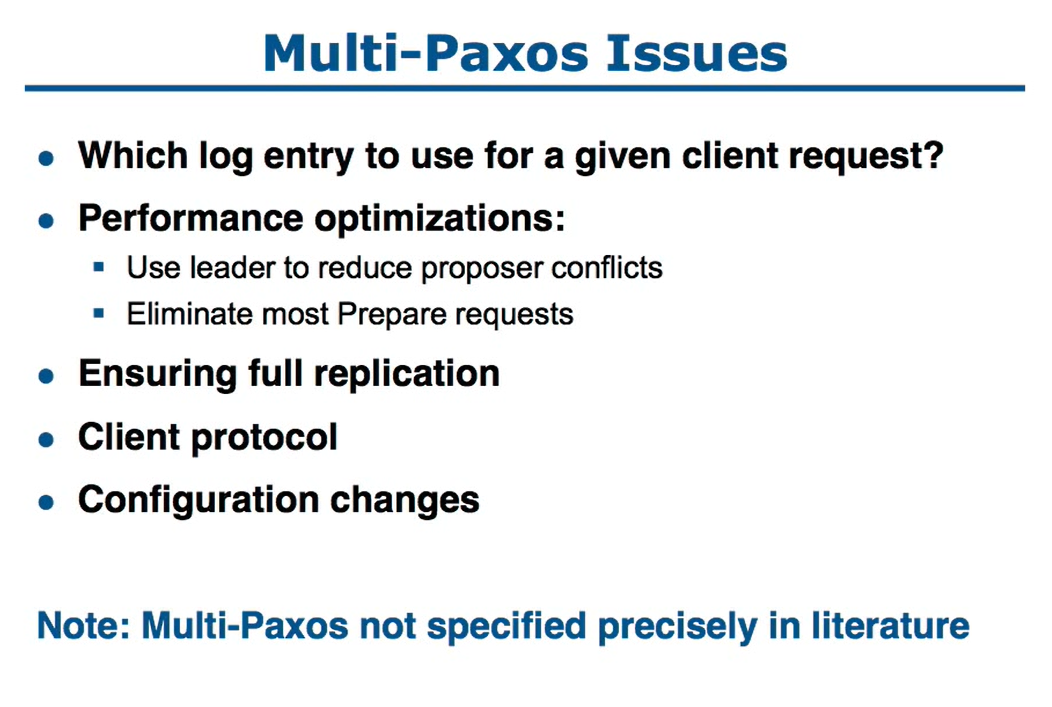 Multi-Paxos Issues
● Which log entry to use for a given client request?
● Performance optimizations:
▪ Use leader to reduce proposer conflicts
▪ Eliminate most Prepare requests
● Ensuring full replication
● Client protocol
● Configuration changes
Note: Multi-Paxos not specified precisely in literature